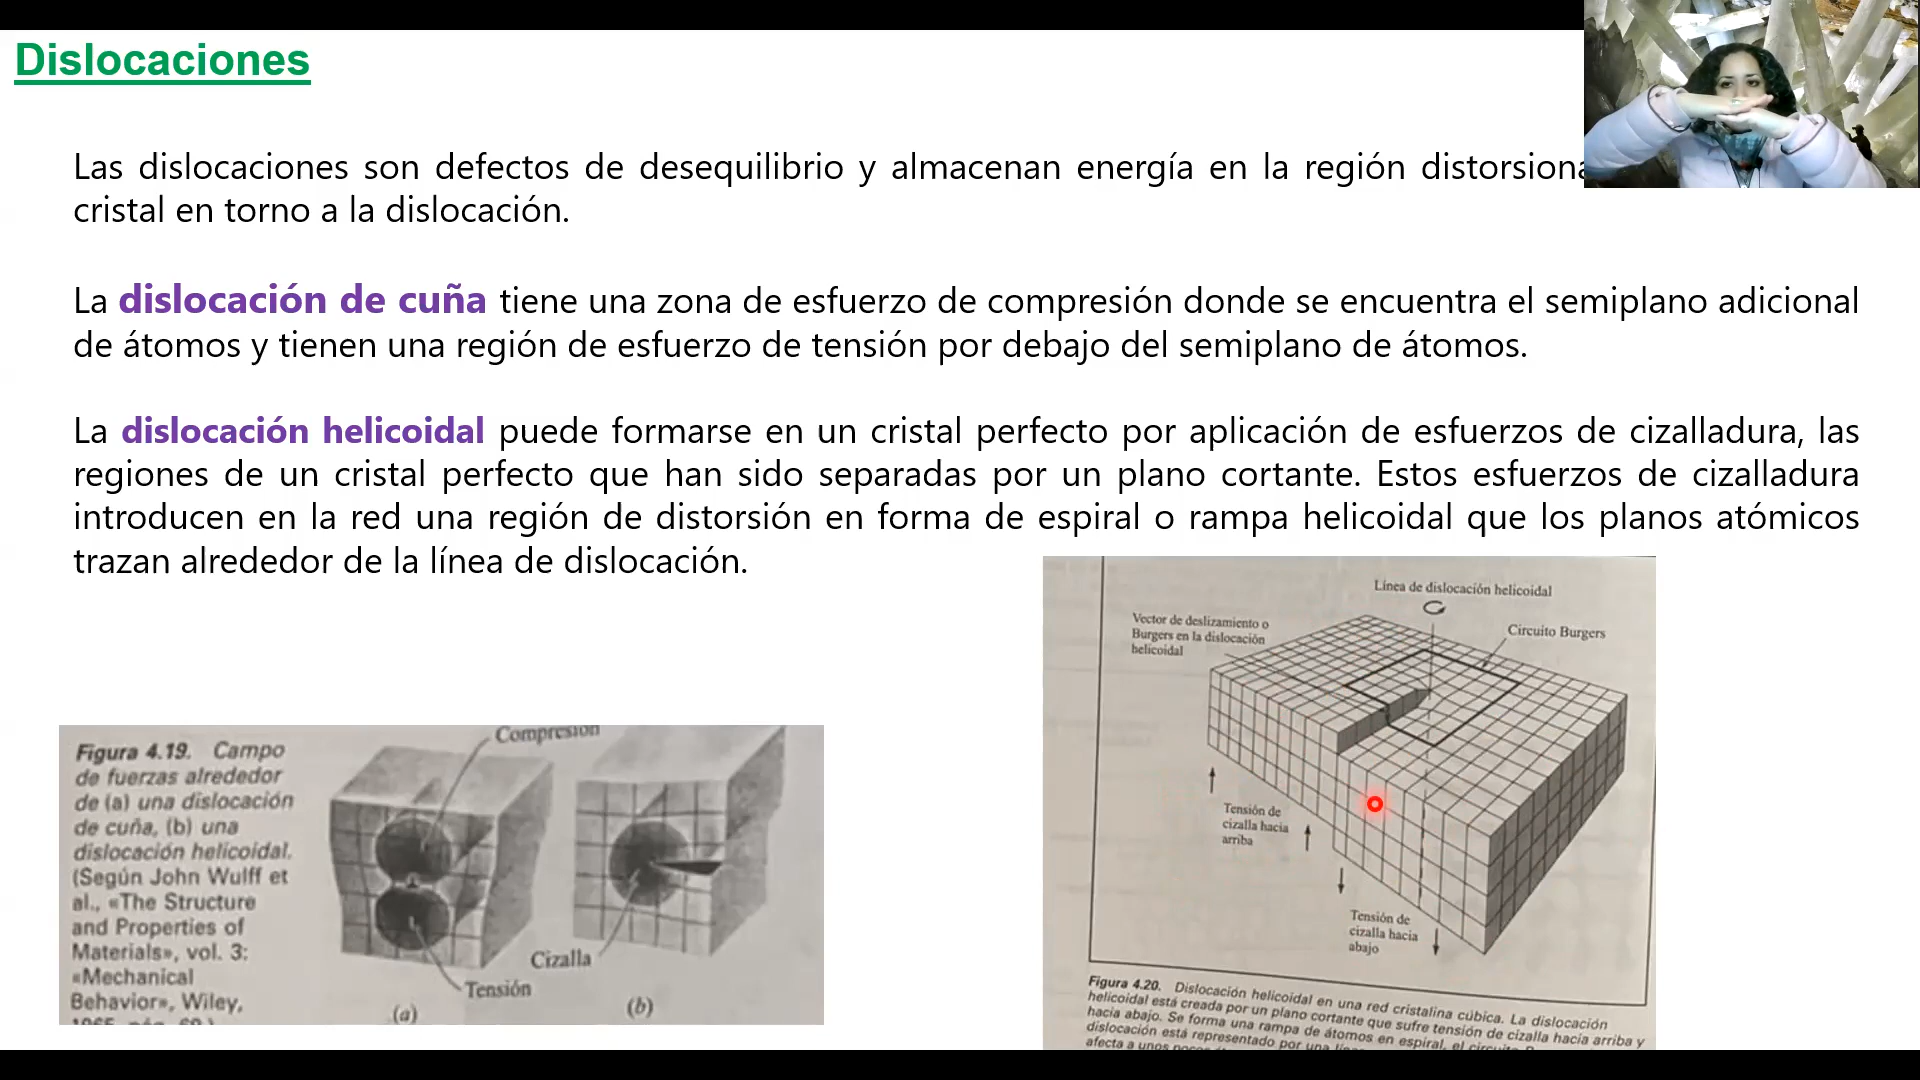 Dislocaciones
Las dislocaciones son defectos de desequilibrio y almacenan energía en la región
cristal en torno a la dislocación.
La dislocación de cuña tiene una zona de esfuerzo de compresión donde se encuentra el semiplano adicional
de átomos y tienen una región de esfuerzo de tensión por debajo del semiplano de átomos.
La dislocación helicoidal puede formarse en un cristal perfecto por aplicación de esfuerzos de cizalladura, las
regiones de un cristal perfecto que han sido separadas por un plano cortante. Estos esfuerzos de cizalladura
introducen en la red una región de distorsión en forma de espiral o rampa helicoidal que los planos atómicos
trazan alrededor de la línea de dislocación.
Figura 4.19. Campo
de fuerzas alrededor
de (a) una dislocación
de cuña, (b) una
dislocación helicoidal.
(Según John Wulff et
al., «The Structure
and Properties of
Materials», vol. 3:
«Mechanical
Behavior», Wiley,
Compresión
Cizalla
Tensión
(a)
(b)
Línea de dislocación helicoidal
Vector de deslizamiento o
Burgers en la dislocación
helicoidal
Circuito Burgers
Tensión de
cizalla hacia
arriba
Tensión de
cizalla hacia
abajo
Figura 4.20. Dislocación helicoidal en una red cristalina cúbica. La dislocación
helicoidal está creada por un plano cortante que sufre tensión de cizalla hacia arriba y
hacia abajo. Se forma una rampa de átomos en espiral, el
dislocación está representado por una
afecta a unos